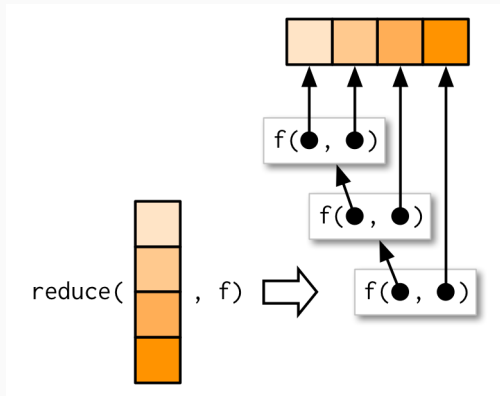 f( , )
f( , )
f( , )
reduce( , f)